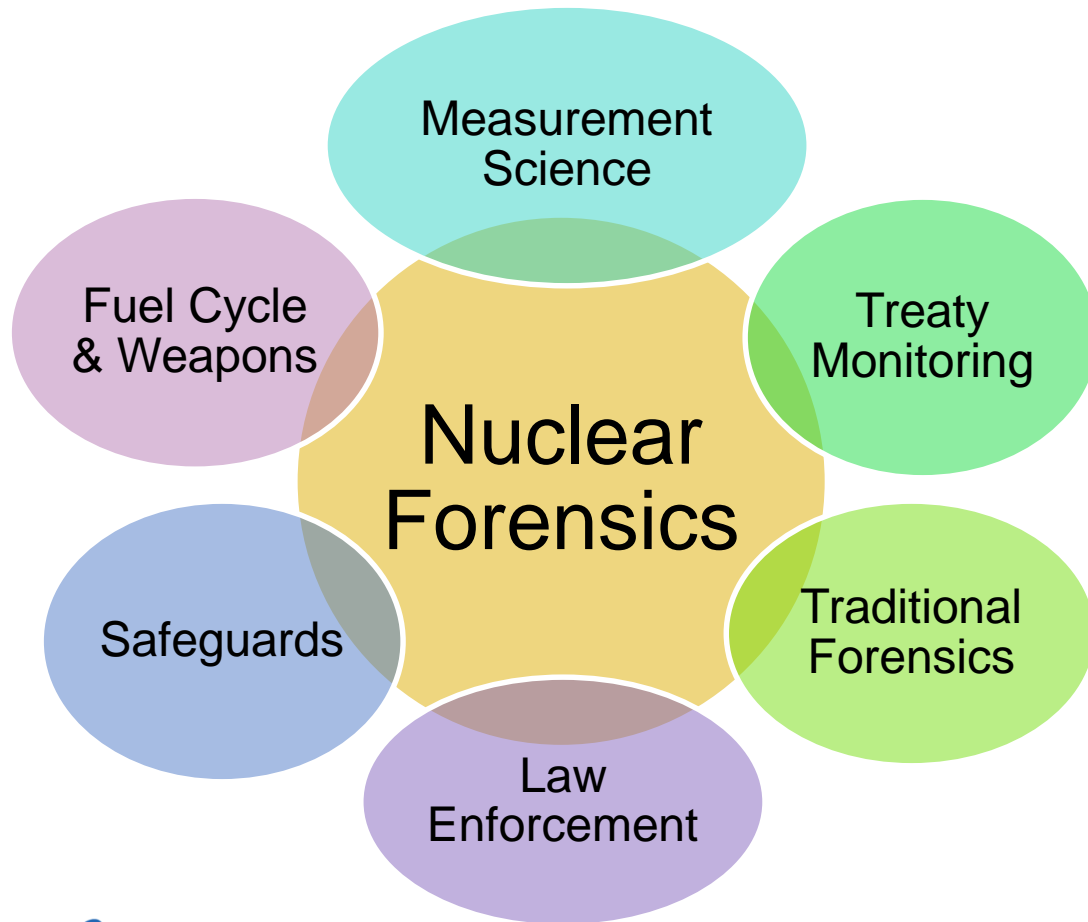 Measurement
Science
Fuel Cycle
& Weapons
Treaty
Monitoring
Nuclear
Forensics
Safeguards
Traditional
Forensics
Law
Enforcement